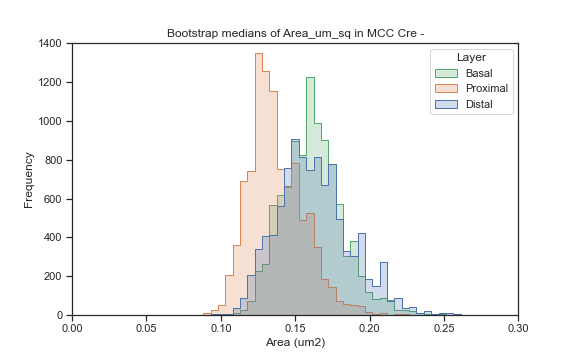 Bootstrap medians of Area_um_sq in MCC Cre -
1400
1200
1000
800
600
400
200
0
Frequency
Layer
Basal
Proximal
Distal
0.00 0.05 0.10 0.15 0.20 0.25 0.30
Area (um2)